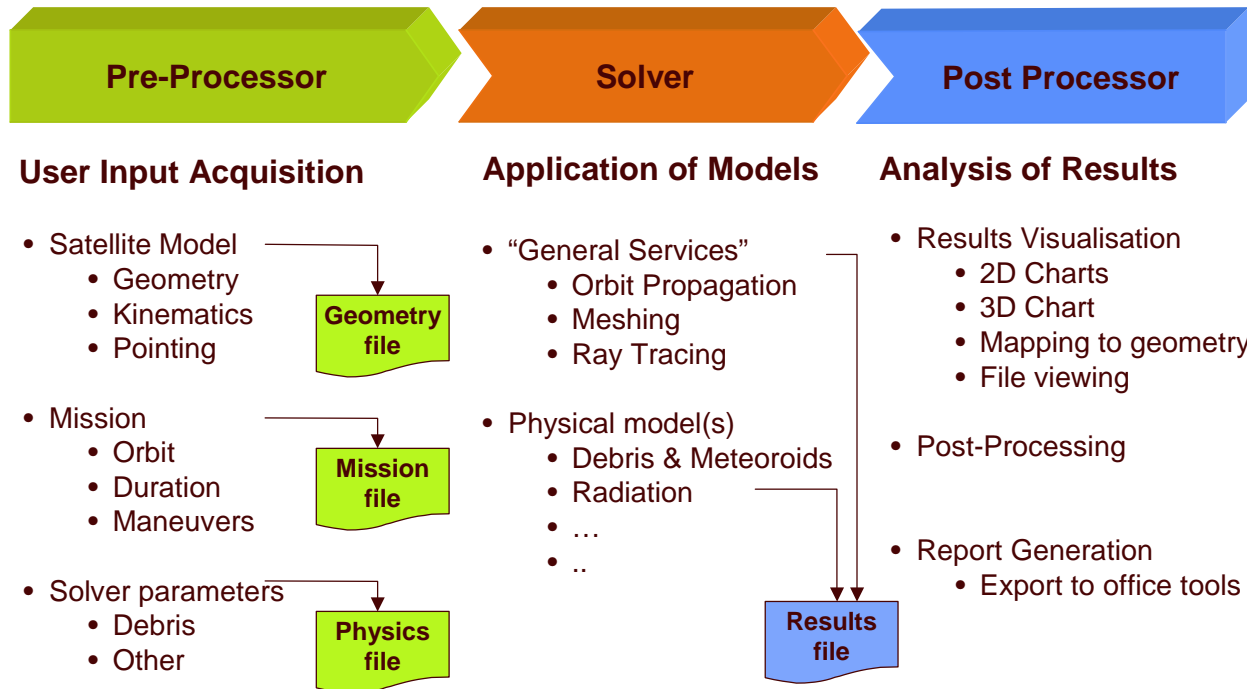 Pre-Processor
Solver
Post Processor
User Input Acquisition
• Satellite Model
• Geometry
• Kinematics
• Pointing
Geometry
file
• Mission
• Orbit
• Duration
• Maneuvers
Mission
file
• Solver parameters
• Debris
• Other
Physics
file
Application of Models
• “General Services”
• Orbit Propagation
• Meshing
• Ray Tracing
• Physical model(s)
• Debris & Meteoroids
• Radiation
• …
• ..
Results
file
Analysis of Results
• Results Visualisation
• 2D Charts
• 3D Chart
• Mapping to geometry
• File viewing
• Post-Processing
• Report Generation
• Export to office tools